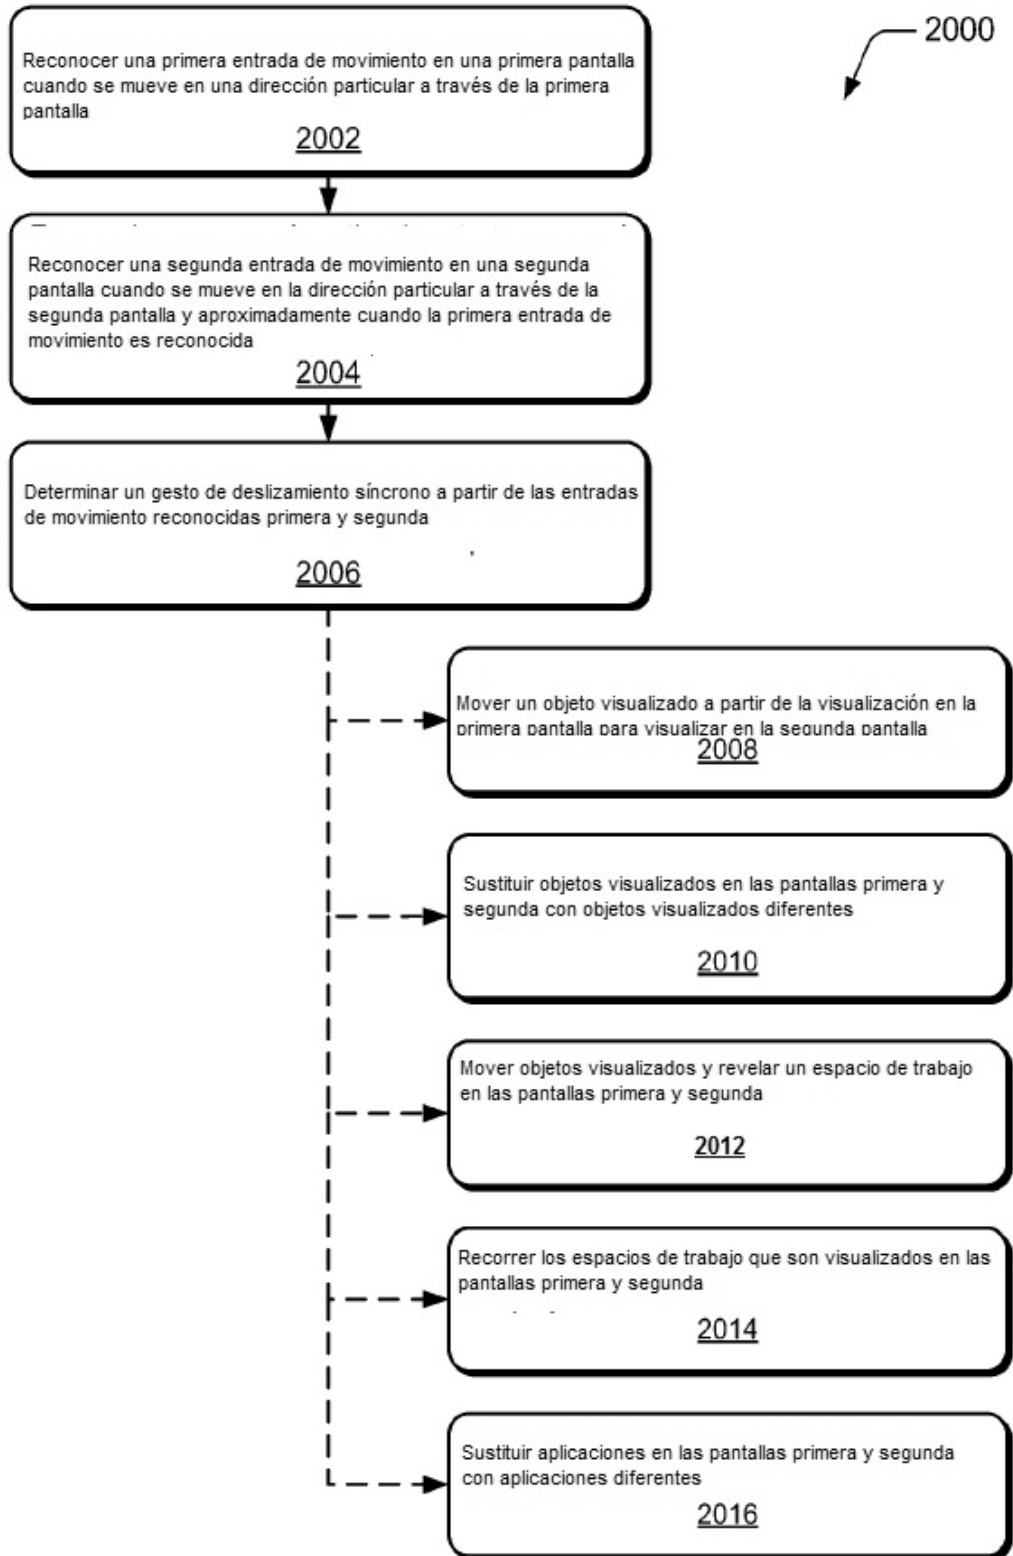 2000
Reconocer una primera entrada de movimiento en una primera pantalla
cuando se mueve en una dirección particular a través de la primera
pantalla
2002
Reconocer una segunda entrada de movimiento en una segunda
pantalla cuando se mueve en la dirección particular a través de la
segunda pantalla y aproximadamente cuando la primera entrada de
movimiento es reconocida
2004
Determinar un gesto de deslizamiento síncrono a partir de las entradas
de movimiento reconocidas primera y segunda
2006
Mover un objeto visualizado a partir de la visualización en la
primera pantalla para visualizar en la segunda pantalla
2008
Sustituir objetos visualizados en las pantallas primera y
segunda con objetos visualizados diferentes
2010
Mover objetos visualizados y revelar un espacio de trabajo
en las pantallas primera y segunda
2012
Recorrer los espacios de trabajo que son visualizados en las
pantallas primera y segunda
2014
Sustituir aplicaciones en las pantallas primera y segunda
con aplicaciones diferentes
2016